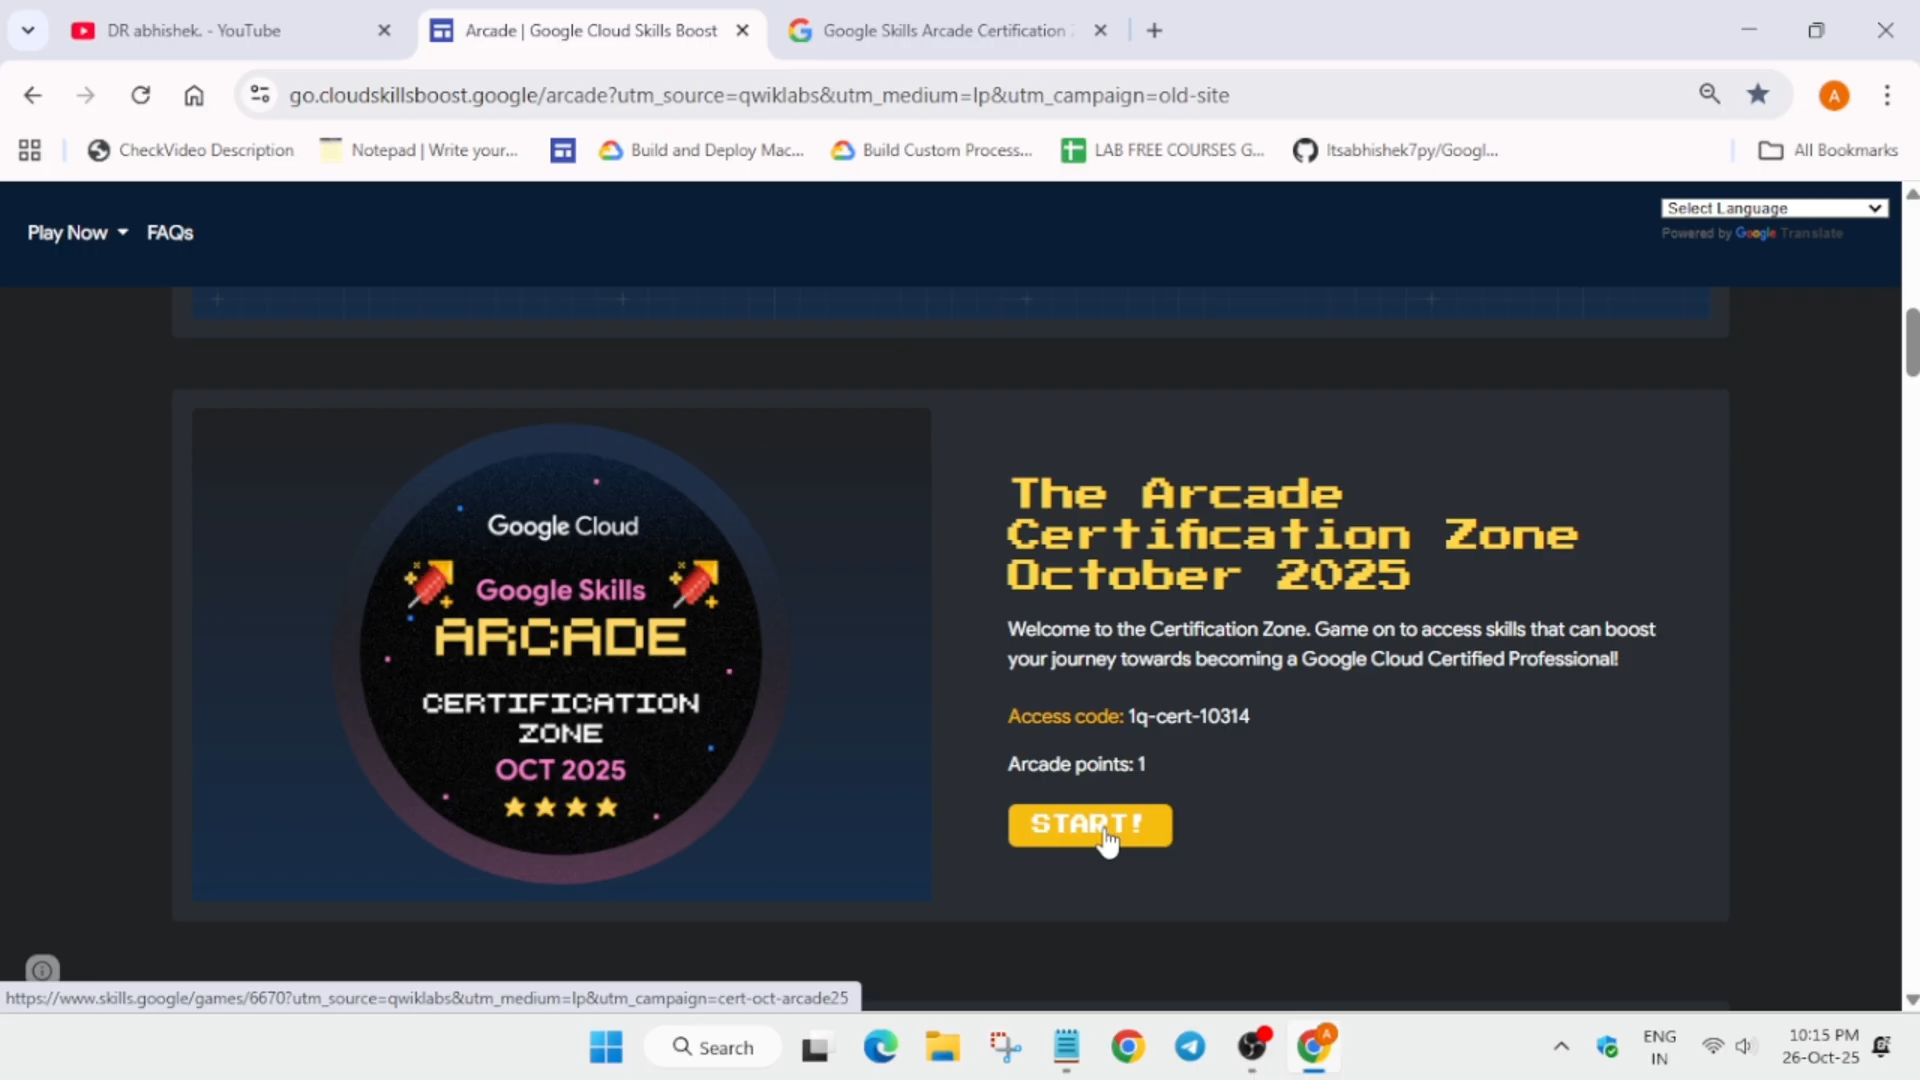 DR abhishek. - YouTube
Arcade | Google Cloud Skills Boost
Google Skills Arcade Certification
go.cloudskillsboost.google/arcade?utm_source=qwiklabs&utm_medium=lp&utm_campaign=old-site
A
CheckVideo Description
Notepad | Write your...
Build and Deploy Mac...
Build Custom Process...
LAB FREE COURSES G...
Itsabhishek7py/Googl...
All Bookmarks
Play Now
FAQs
Select Language
Powered by Google Translate
Google Cloud
Google Skills
ARCADE
CERTIFICATION
ZONE
OCT 2025
The Arcade
Certification Zone
October 2025
Welcome to the Certification Zone. Game on to access skills that can boost
your journey towards becoming a Google Cloud Certified Professional!
Access code: 1q-cert-10314
Arcade points: 1
START!
https://www.skills.google/games/6670?utm_source=qwiklabs&utm_medium=lp&utm_campaign=cert-oct-arcade25
Search
A
ENG
IN
10:15 PM
26-Oct-25